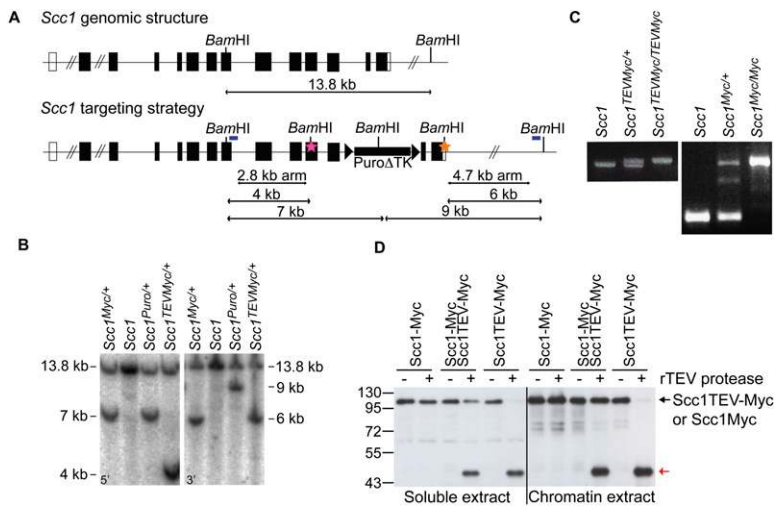 A
Scc1 genomic structure
BamHI BamHI
13.8 kb
Scc1 targeting strategy
BamHI BamHI BamHI BamHI BamHI
PuroΔTK
2.8 kb arm 4.7 kb arm
4 kb 6 kb
7 kb 9 kb
B
Scc1Myc/+ Scc1 Scc1Puro/+ Scc1TEVMyc/+ Scc1Myc/+ Scc1 Scc1Puro/+ Scc1TEVMyc/+
13.8 kb 13.8 kb
9 kb
7 kb 6 kb
4 kb
5' 3'
C
Scc1 Scc1TEVMyc/+ Scc1TEVMyc/TEVMyc Scc1 Scc1Myc/+ Scc1Myc/Myc
D
Scc1-Myc Scc1-Myc Scc1TEV-Myc Scc1TEV-Myc Scc1-Myc Scc1-Myc Scc1TEV-Myc Scc1TEV-Myc
- + - + - + - + - + - + rTEV protease
130
95
72
55
43
Scc1TEV-Myc
or Scc1Myc
Soluble extract Chromatin extract